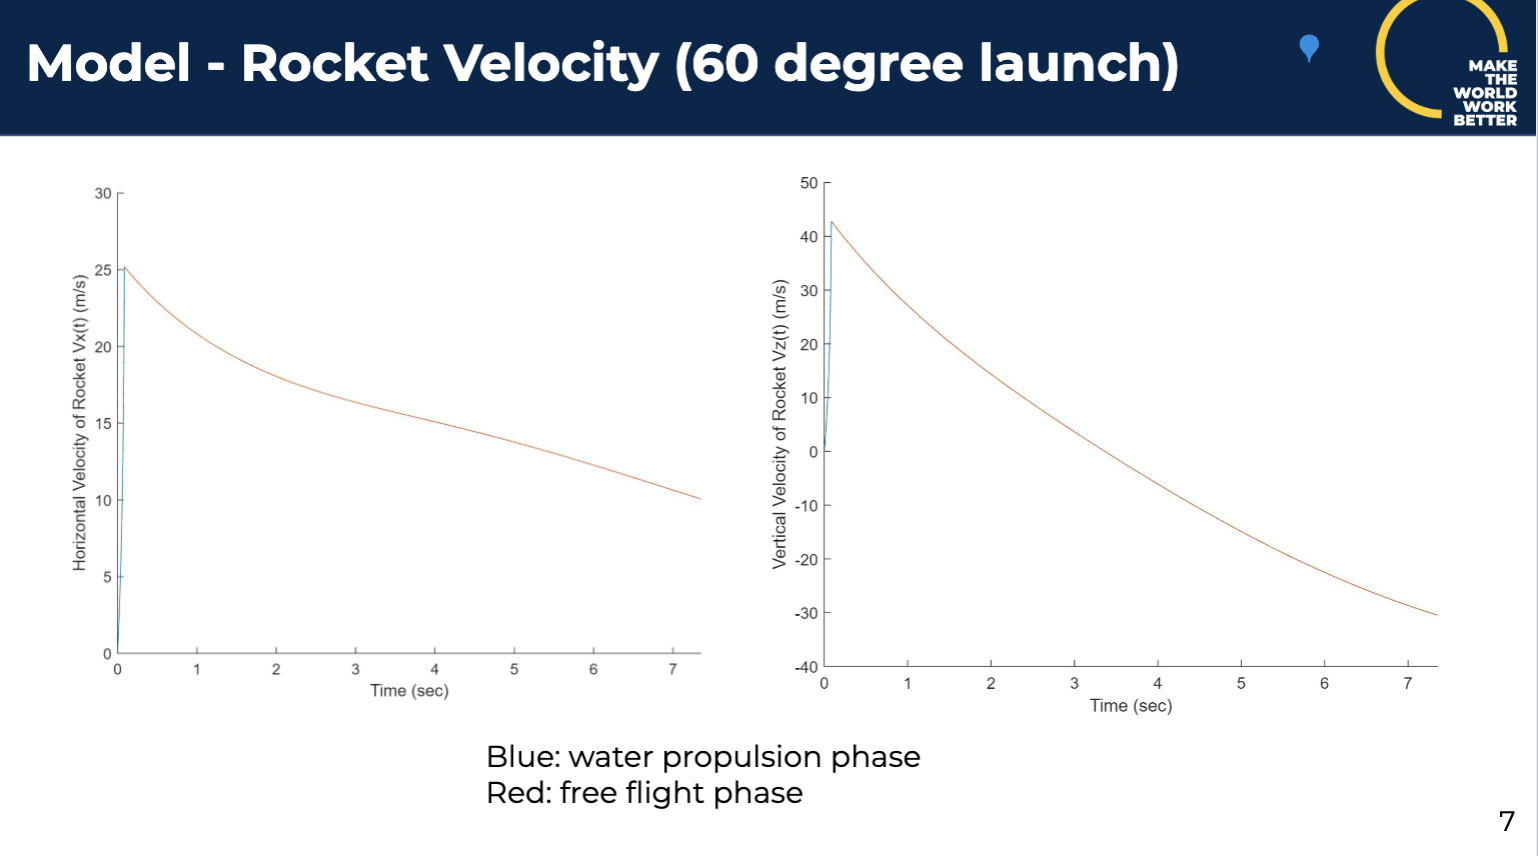 Model - Rocket Velocity (60 degree launch)
MAKE
THE
WORLD
WORK
BETTER
30
25
20
15
10
5
0
Horizontal Velocity of Rocket Vx(t) (m/s)
0 1 2 3 4 5 6 7
Time (sec)
50
40
30
20
10
0
-10
-20
-30
-40
Vertical Velocity of Rocket Vz(t) (m/s)
0 1 2 3 4 5 6 7
Time (sec)
Blue: water propulsion phase
Red: free flight phase
7